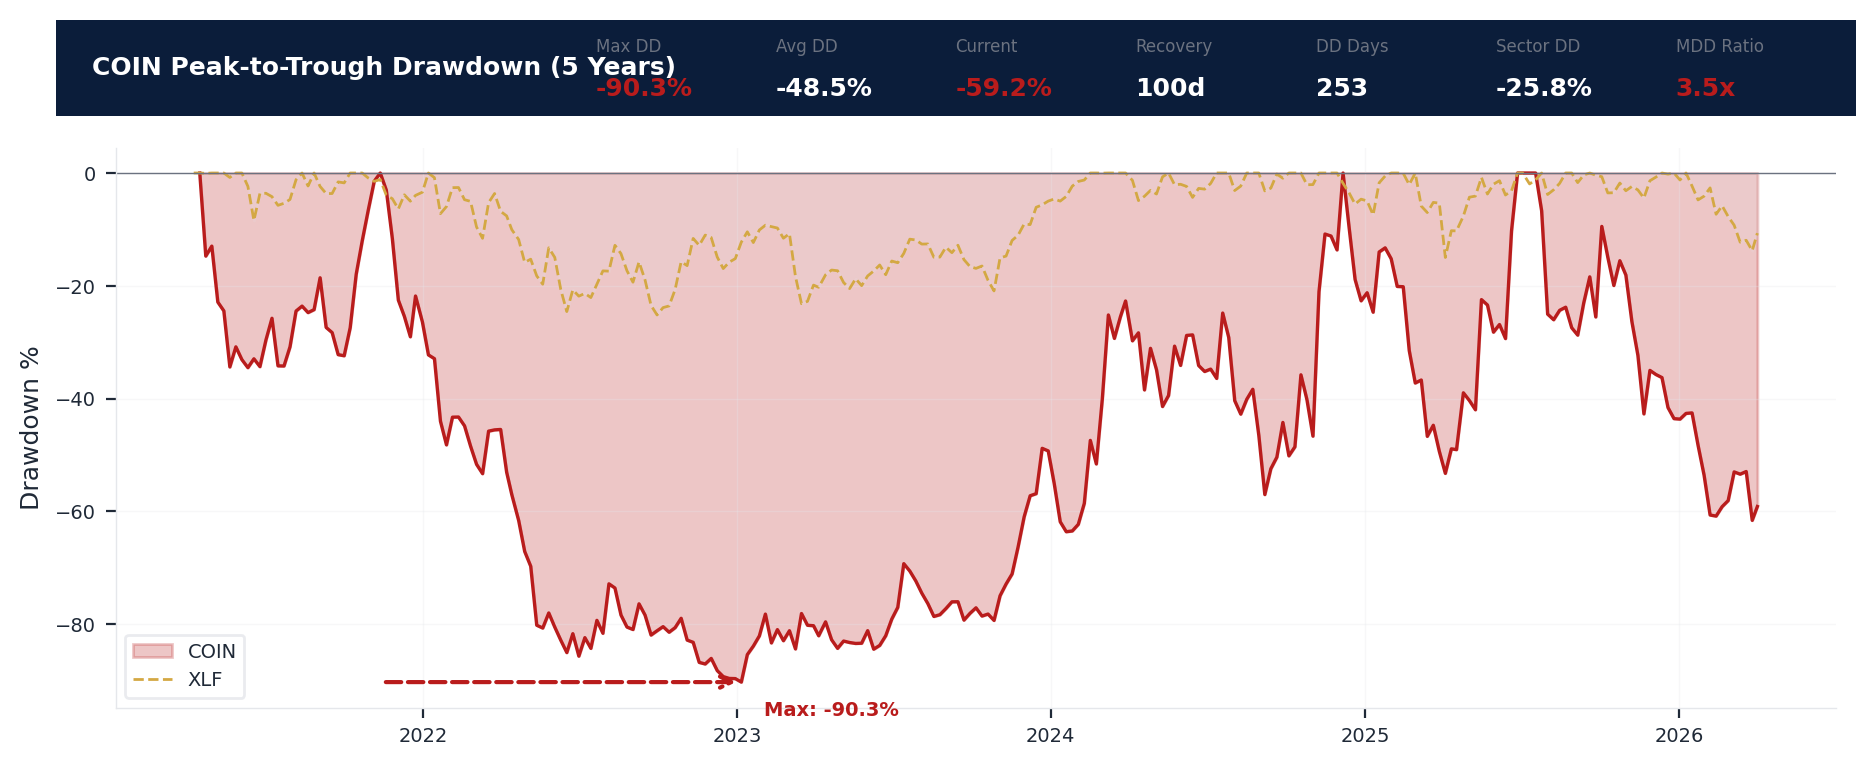 COIN Peak-to-Trough Drawdown (5 Years)
Max DD
-90.3%
Avg DD
-48.5%
Current
-59.2%
Recovery
100d
DD Days
253
Sector DD
-25.8%
MDD Ratio
3.5x
Drawdown %
0
−20
−40
−60
−80
COIN
XLF
Max: -90.3%
2022
2023
2024
2025
2026